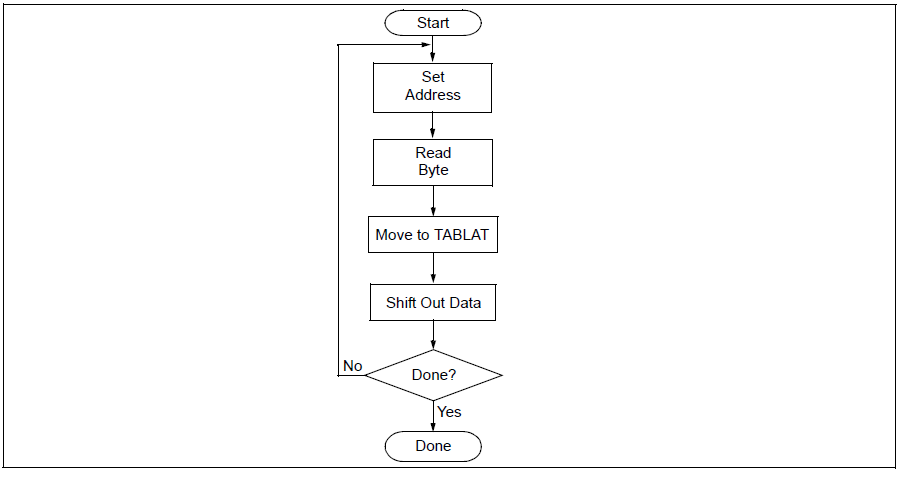 Start
Set
Address
Read
Byte
Move to TABLAT
Shift Out Data
No
Done?
Yes
Done